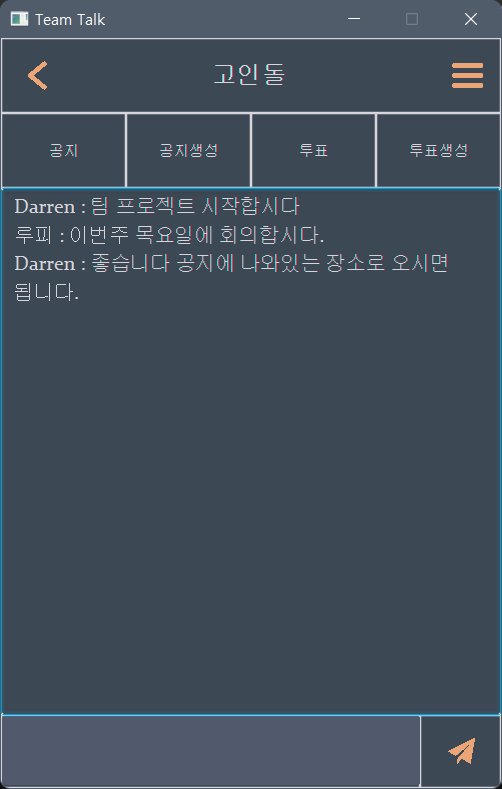 Team Talk
고인돌
공지 공지생성 투표 투표생성
Darren : 팀 프로젝트 시작합시다
루피 : 이번주 목요일에 회의합시다.
Darren : 좋습니다 공지에 나와있는 장소로 오시면
됩니다.